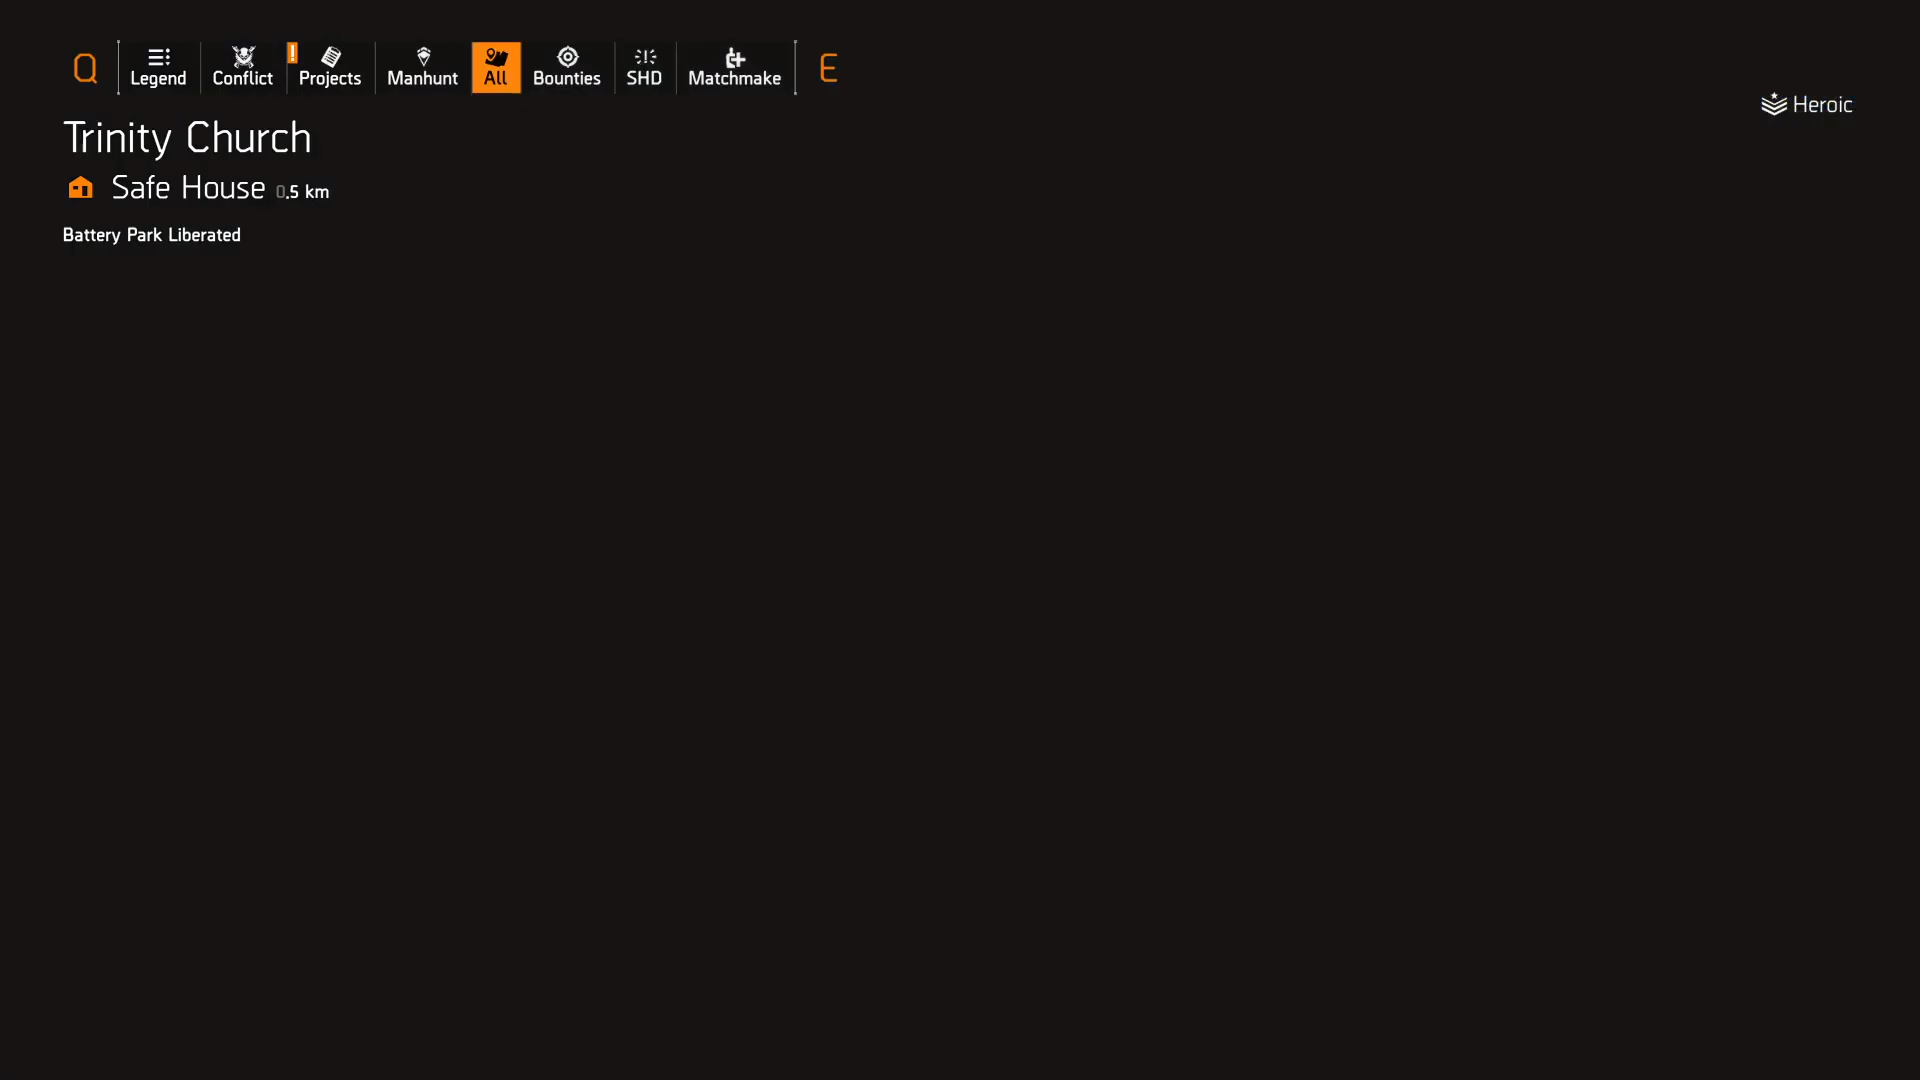 Q Legend Conflict ! Projects Manhunt All Bounties SHD Matchmake E
Heroic
Trinity Church
Safe House 0.5 km
Battery Park Liberated